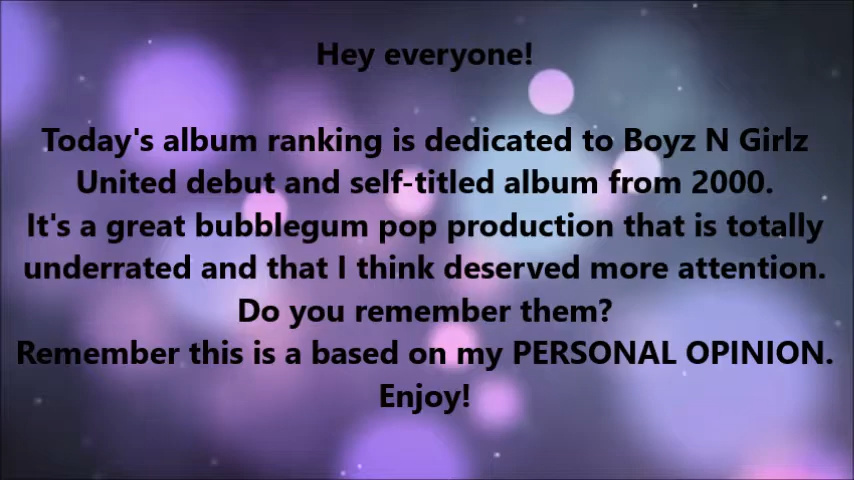 Hey everyone!
Today's album ranking is dedicated to Boyz N Girlz
United debut and self-titled album from 2000.
It's a great bubblegum pop production that is totally
underrated and that I think deserved more attention.
Do you remember them?
Remember this is a based on my PERSONAL OPINION.
Enjoy!